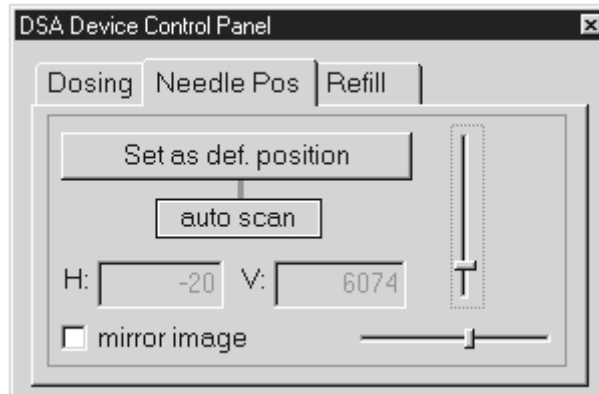 DSA Device Control Panel
Dosing Needle Pos Refill
Set as def. position
auto scan
H: -20 V: 6074
mirror image